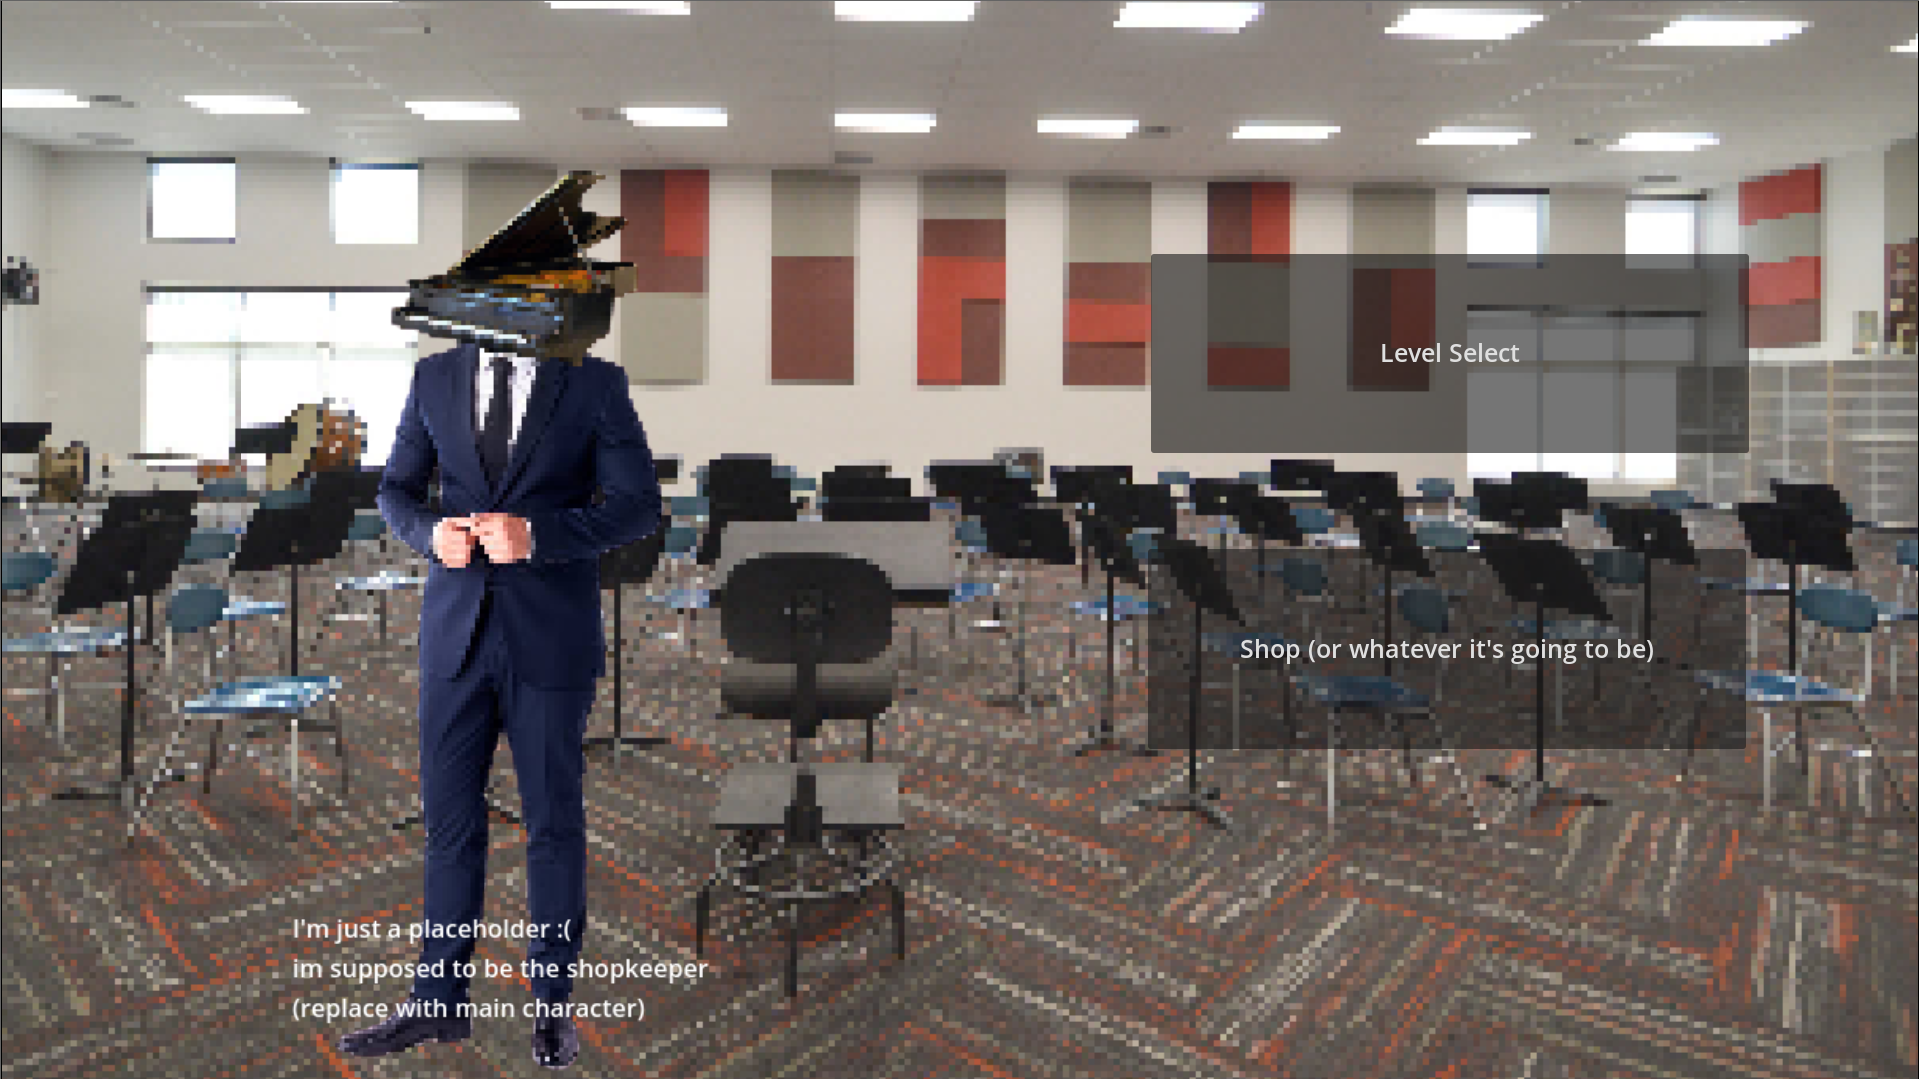 Level Select
Shop (or whatever it's going to be)
I'm just a placeholder :(
im supposed to be the shopkeeper
(replace with main character)